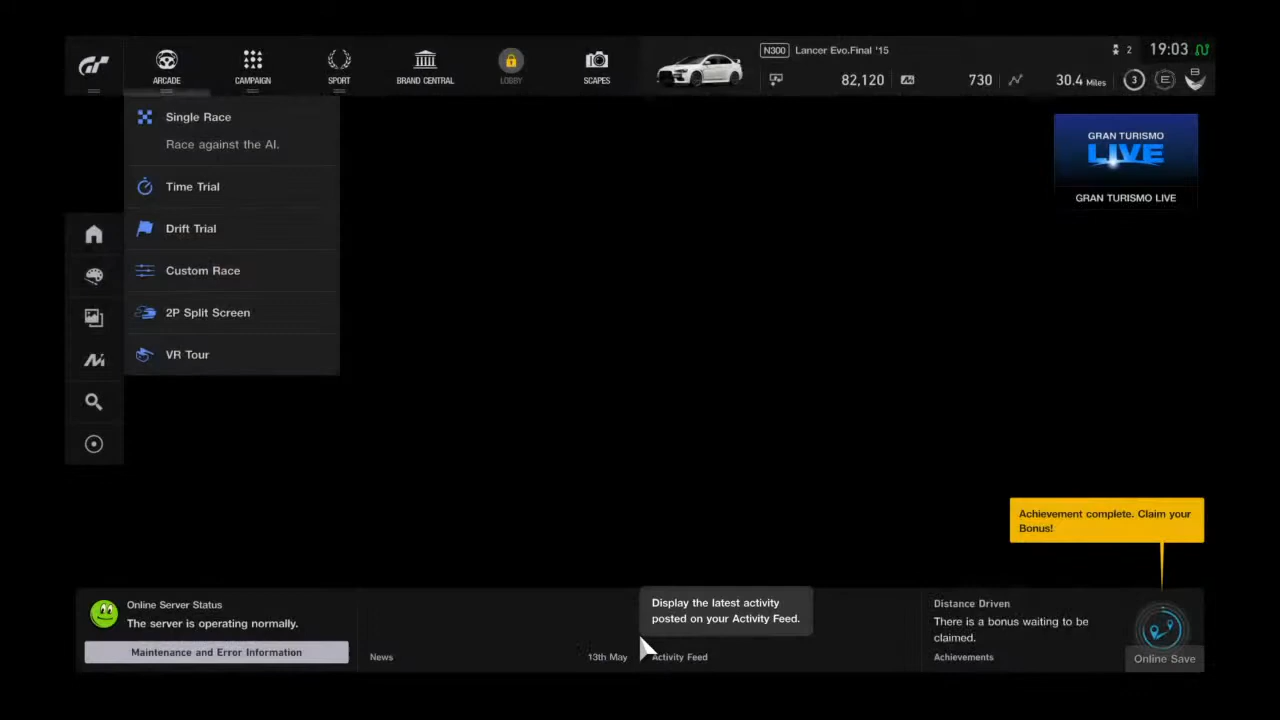 ARCADE
CAMPAIGN
SPORT
BRAND CENTRAL
LOBBY
SCAPES
N300 Lancer Evo.Final '15
2 19:03
82,120 730 30.4 Miles 3 E B
Single Race
Race against the AI.
Time Trial
Drift Trial
Custom Race
2P Split Screen
VR Tour
GRAN TURISMO
LIVE
GRAN TURISMO LIVE
Achievement complete. Claim your
Bonus!
Online Server Status
The server is operating normally.
Maintenance and Error Information
News 13th May
Display the latest activity
posted on your Activity Feed.
Activity Feed
Distance Driven
There is a bonus waiting to be
claimed.
Achievements
Online Save